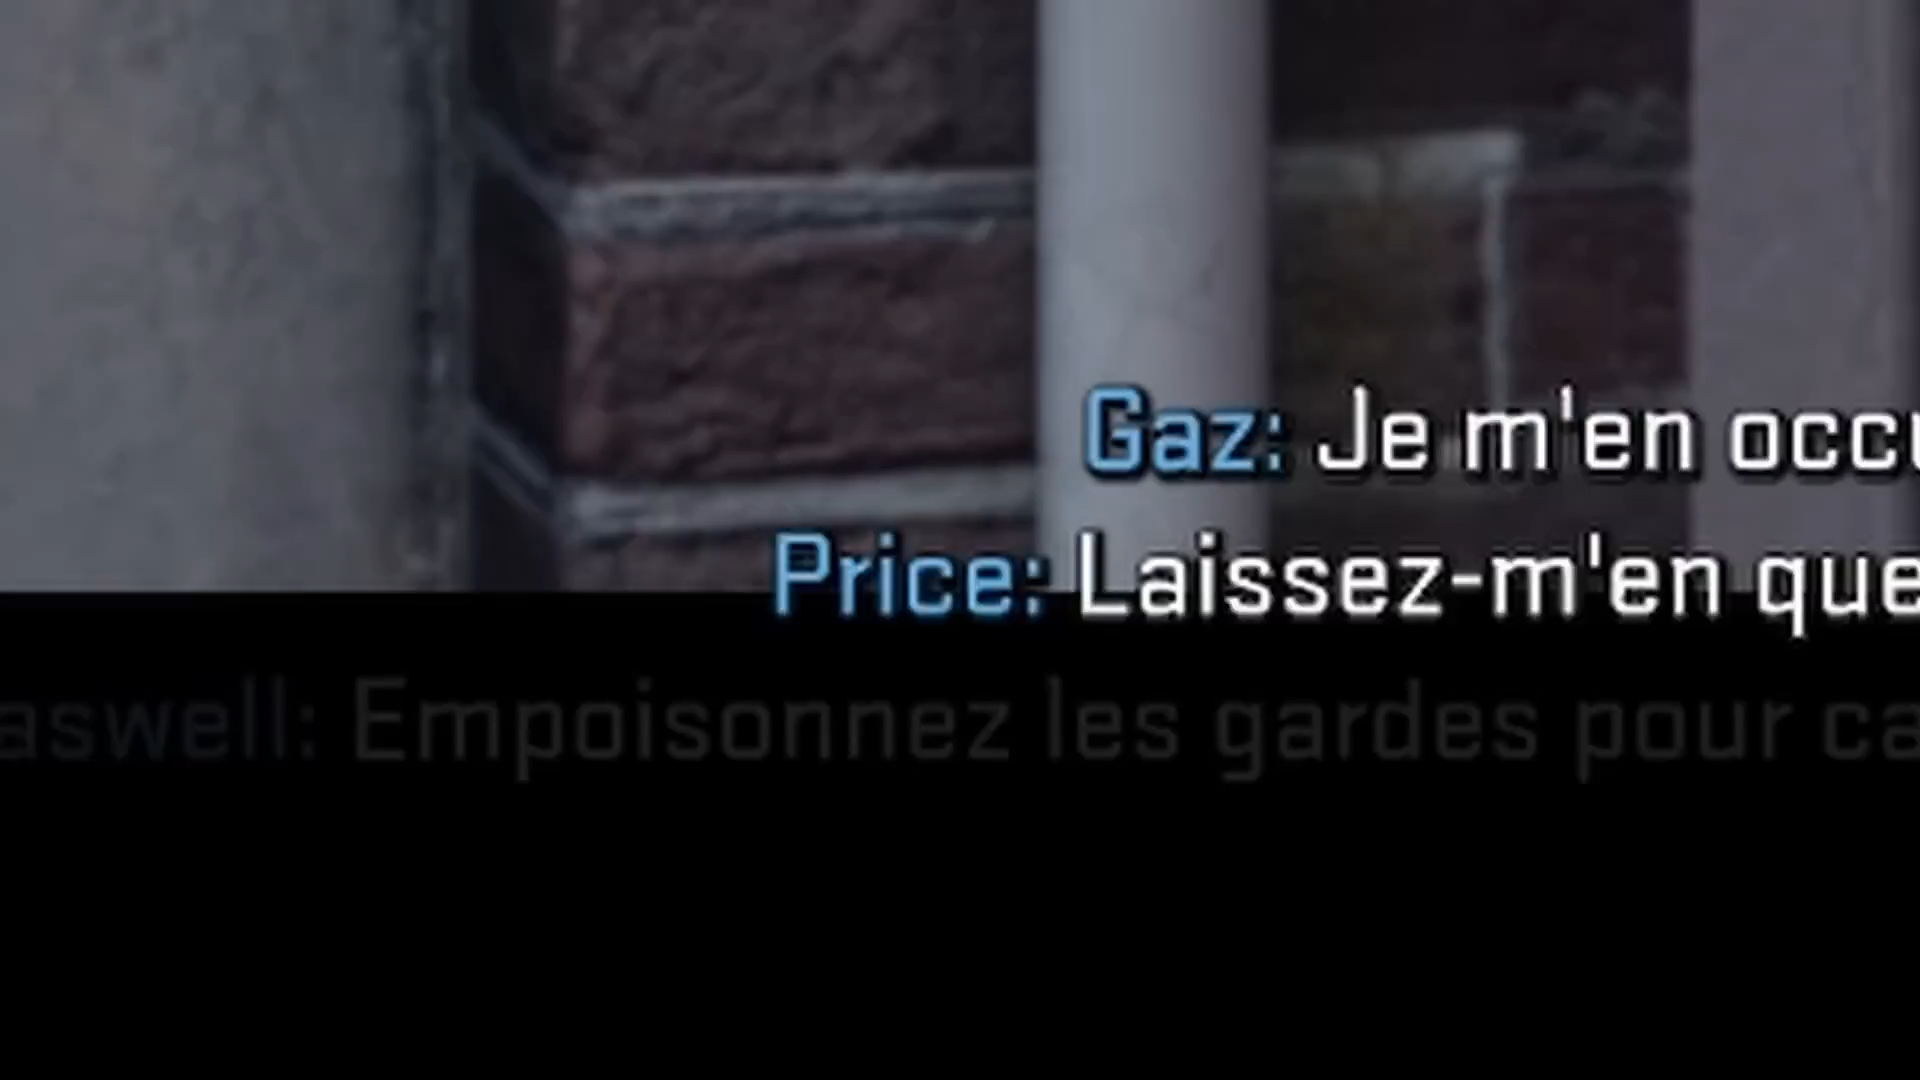 Gaz: Je m'en occu
Price: Laissez-m'en que
aswell: Empoisonnez les gardes pour ca